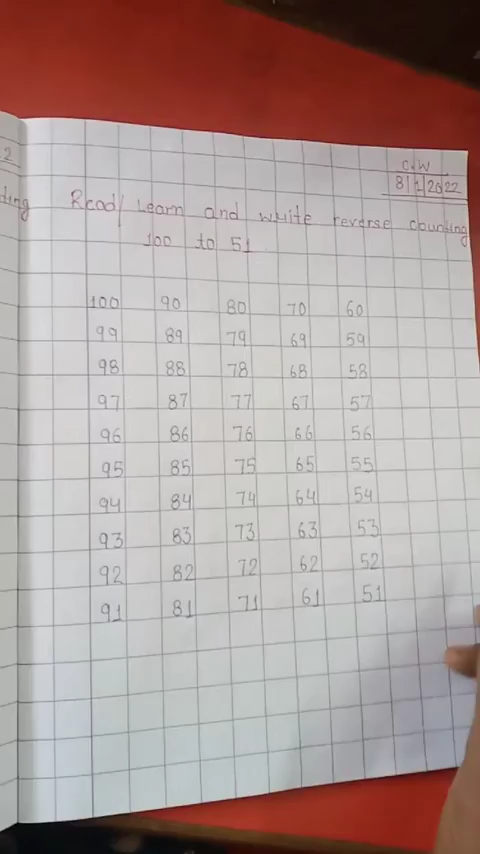 2
ting
C.W
8|1|2022
Read/ Learn and write reverse counting
100 to 51
100 90 80 70 60
99 89 79 69 59
98 88 78 68 58
97 87 77 67 57
96 86 76 66 56
95 85 75 65 55
94 84 74 64 54
93 83 73 63 53
92 82 72 62 52
91 81 71 61 51